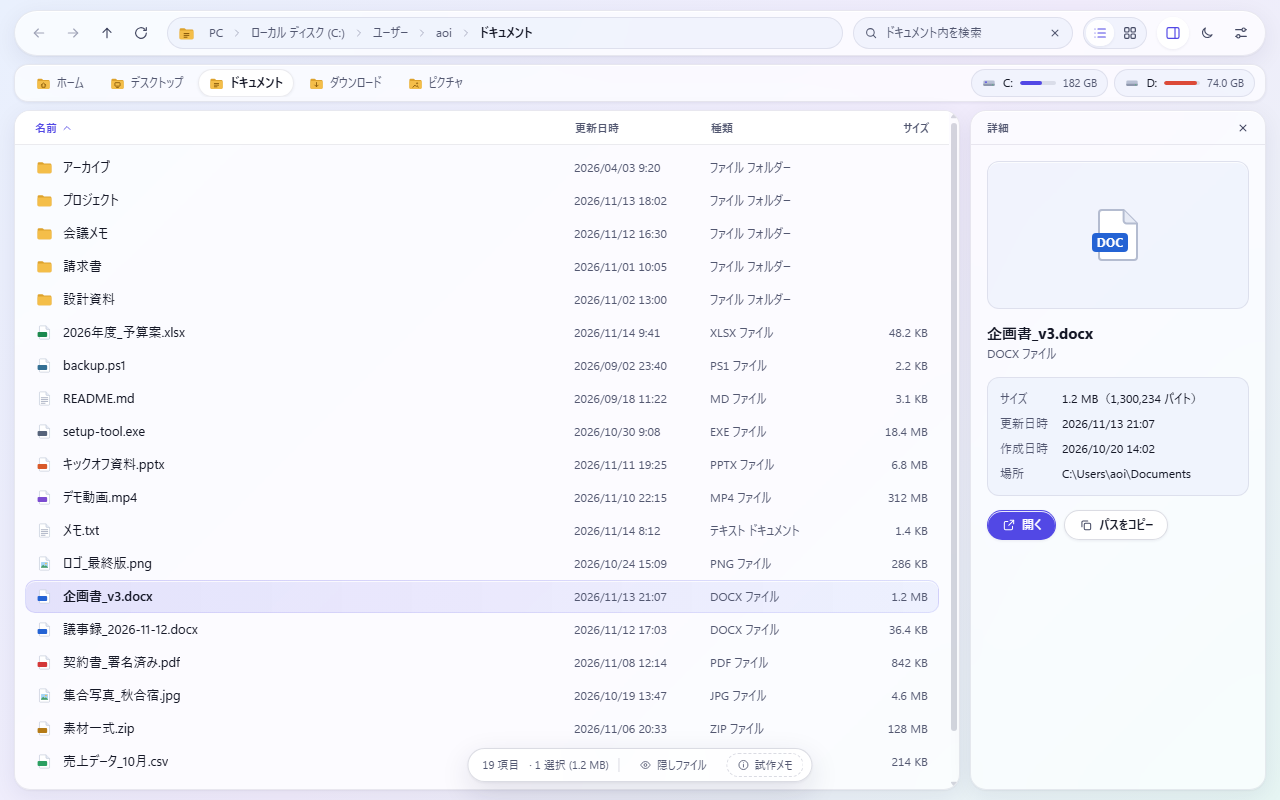 PC › ローカル ディスク (C:) › ユーザー › aoi › ドキュメント
ドキュメント内を検索
ホーム デスクトップ ドキュメント ダウンロード ピクチャ
C: 182 GB D: 74.0 GB
名前 更新日時 種類 サイズ
アーカイブ 2026/04/03 9:20 ファイル フォルダー
プロジェクト 2026/11/13 18:02 ファイル フォルダー
会議メモ 2026/11/12 16:30 ファイル フォルダー
請求書 2026/11/01 10:05 ファイル フォルダー
設計資料 2026/11/02 13:00 ファイル フォルダー
2026年度_予算案.xlsx 2026/11/14 9:41 XLSX ファイル 48.2 KB
backup.ps1 2026/09/02 23:40 PS1 ファイル 2.2 KB
README.md 2026/09/18 11:22 MD ファイル 3.1 KB
setup-tool.exe 2026/10/30 9:08 EXE ファイル 18.4 MB
キックオフ資料.pptx 2026/11/11 19:25 PPTX ファイル 6.8 MB
デモ動画.mp4 2026/11/10 22:15 MP4 ファイル 312 MB
メモ.txt 2026/11/14 8:12 テキスト ドキュメント 1.4 KB
ロゴ_最終版.png 2026/10/24 15:09 PNG ファイル 286 KB
企画書_v3.docx 2026/11/13 21:07 DOCX ファイル 1.2 MB
議事録_2026-11-12.docx 2026/11/12 17:03 DOCX ファイル 36.4 KB
契約書_署名済み.pdf 2026/11/08 12:14 PDF ファイル 842 KB
集合写真_秋合宿.jpg 2026/10/19 13:47 JPG ファイル 4.6 MB
素材一式.zip 2026/11/06 20:33 ZIP ファイル 128 MB
売上データ_10月.csv 214 KB
19 項目 · 1 選択 (1.2 MB) 隠しファイル 試作メモ
詳細
DOC
企画書_v3.docx
DOCX ファイル
サイズ 1.2 MB（1,300,234 バイト）
更新日時 2026/11/13 21:07
作成日時 2026/10/20 14:02
場所 C:\Users\aoi\Documents
開く パスをコピー